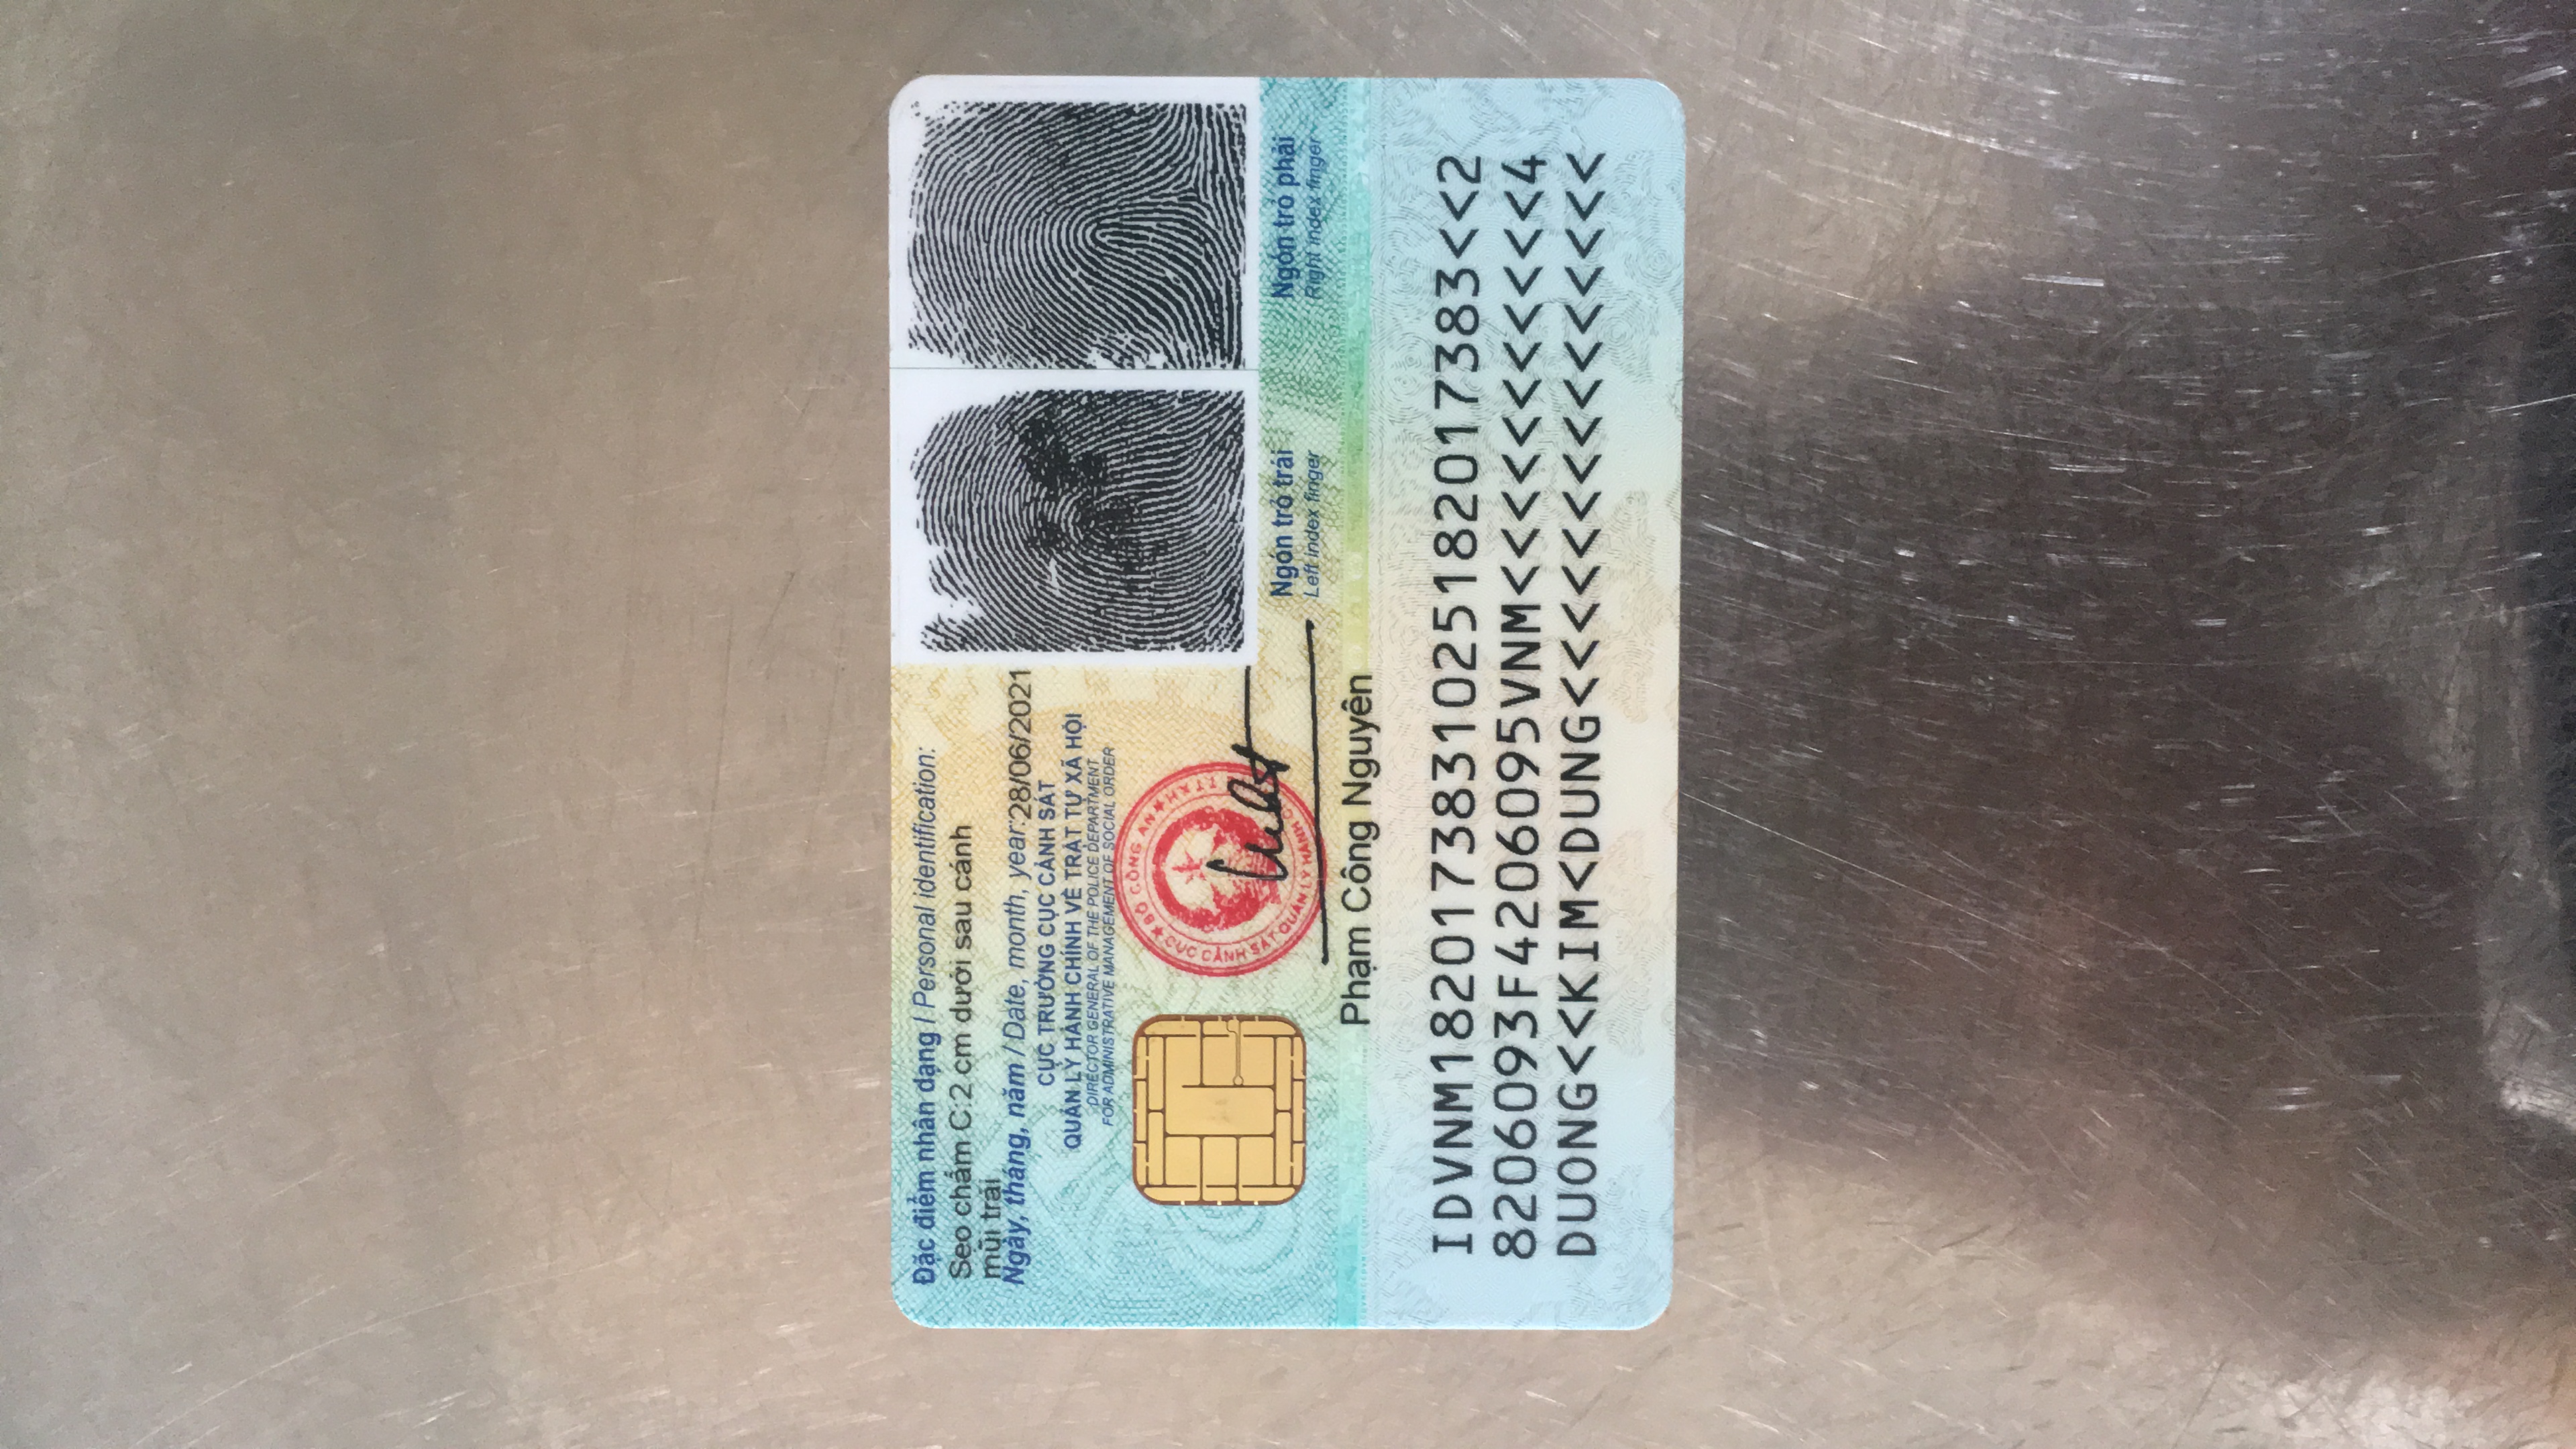 Đặc điểm nhân dạng / Personal identification:
Sẹo chấm C:2 cm dưới sau cánh
mũi trái
Ngày, tháng, năm / Date, month, year:28/06/2021
CỤC TRƯỞNG CỤC CẢNH SÁT
QUẢN LÝ HÀNH CHÍNH VỀ TRẬT TỰ XÃ HỘI
DIRECTOR GENERAL OF THE POLICE DEPARTMENT
FOR ADMINISTRATIVE MANAGEMENT OF SOCIAL ORDER
BỘ CÔNG AN
CỤC CẢNH SÁT QUẢN LÝ HÀNH
Ngón trỏ trái
Left index finger
Ngón trỏ phải
Right index finger
Phạm Công Nguyên
IDVNM1820173831025182017383<<2
8206093F4206095VNM<<<<<<<<<<<4
DUONG<<KIM<DUNG<<<<<<<<<<<<<<<